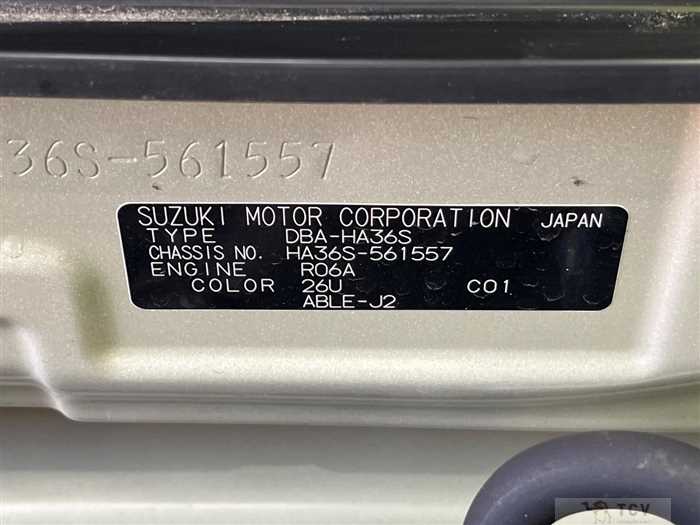 36S-561557
SUZUKI MOTOR CORPORATION JAPAN
TYPE DBA-HA36S
CHASSIS NO. HA36S-561557
ENGINE R06A
COLOR 26U C01
ABLE-J2
TCV